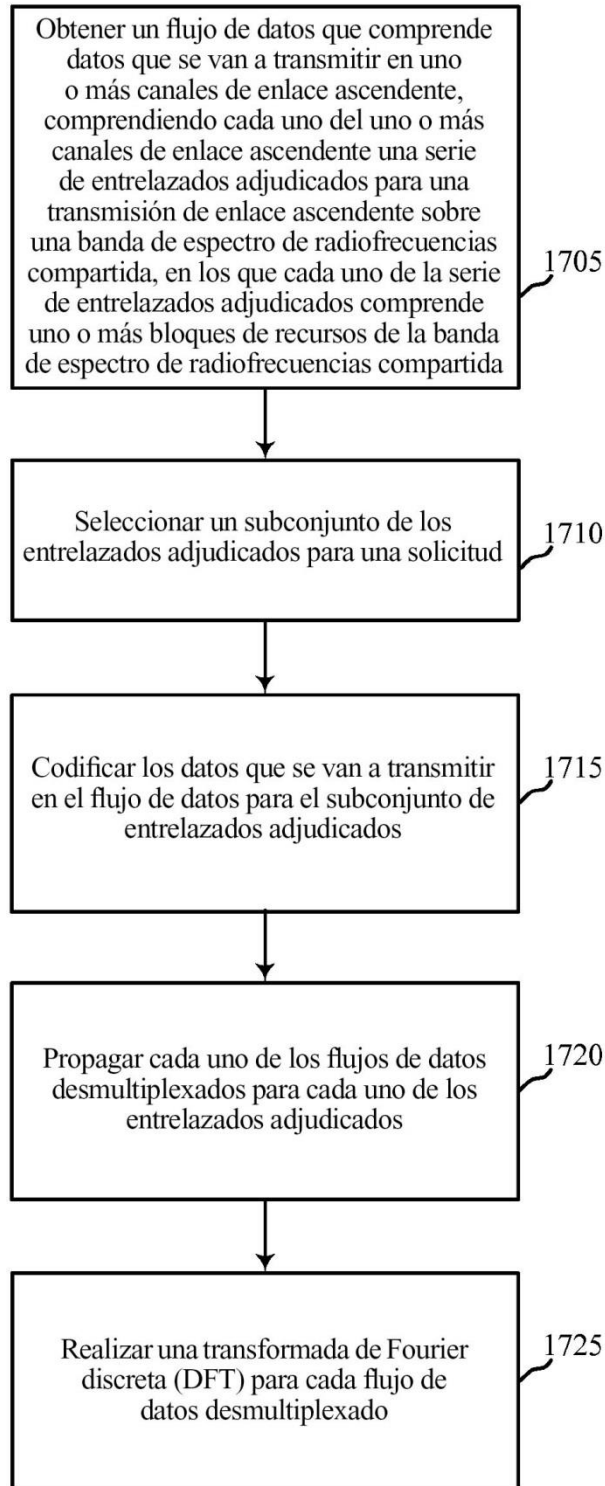 Obtener un flujo de datos que comprende
datos que se van a transmitir en uno
o más canales de enlace ascendente,
comprendiendo cada uno del uno o más
canales de enlace ascendente una serie
de entrelazados adjudicados para una
transmisión de enlace ascendente sobre
una banda de espectro de radiofrecuencias
compartida, en los que cada uno de la serie
de entrelazados adjudicados comprende
uno o más bloques de recursos de la banda
de espectro de radiofrecuencias compartida
1705
Seleccionar un subconjunto de los
entrelazados adjudicados para una solicitud
1710
Codificar los datos que se van a transmitir
en el flujo de datos para el subconjunto de
entrelazados adjudicados
1715
Propagar cada uno de los flujos de datos
desmultiplexados para cada uno de los
entrelazados adjudicados
1720
Realizar una transformada de Fourier
discreta (DFT) para cada flujo de
datos desmultiplexado
1725